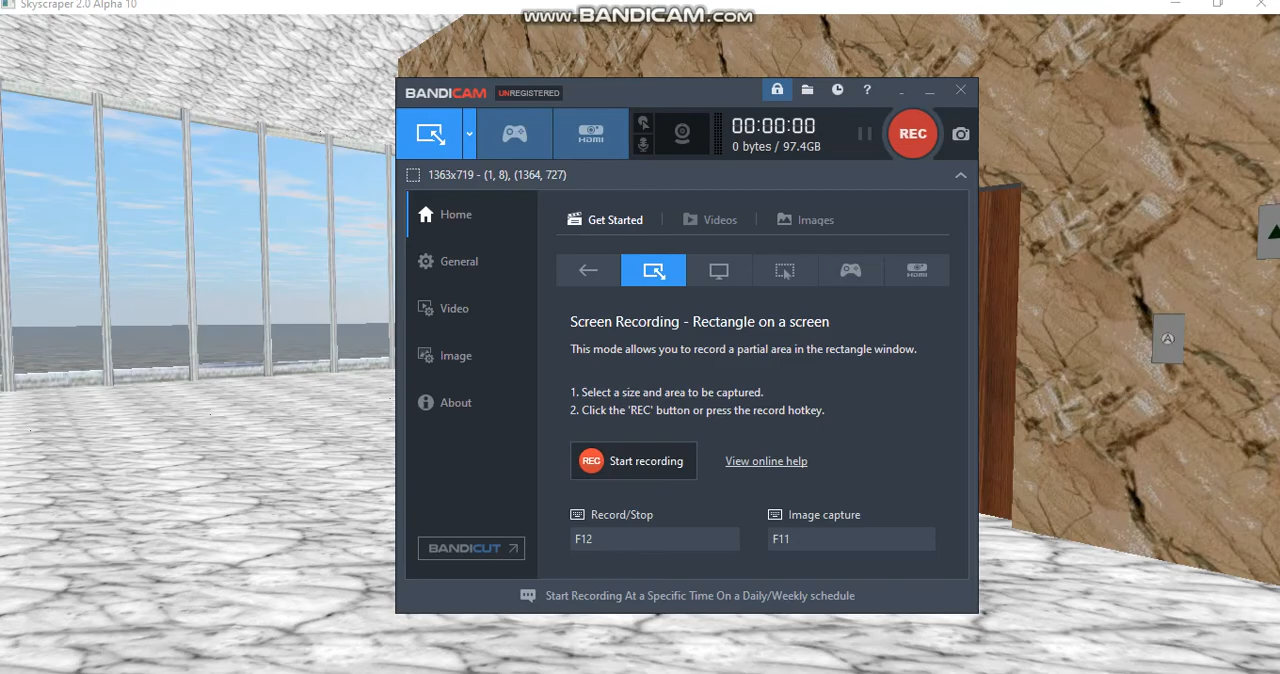 Skyscraper 2.0 Alpha 10
www.BANDICAM.com
BANDICAM UNREGISTERED
?
HDMI
00:00:00
0 bytes / 97.4GB
REC
1363x719 - (1, 8), (1364, 727)
Home
General
Video
Image
About
BANDICUT
Get Started
Videos
Images
HDMI
Screen Recording - Rectangle on a screen
This mode allows you to record a partial area in the rectangle window.
1. Select a size and area to be captured.
2. Click the 'REC' button or press the record hotkey.
REC Start recording
View online help
Record/Stop
Image capture
F12
F11
Start Recording At a Specific Time On a Daily/Weekly schedule